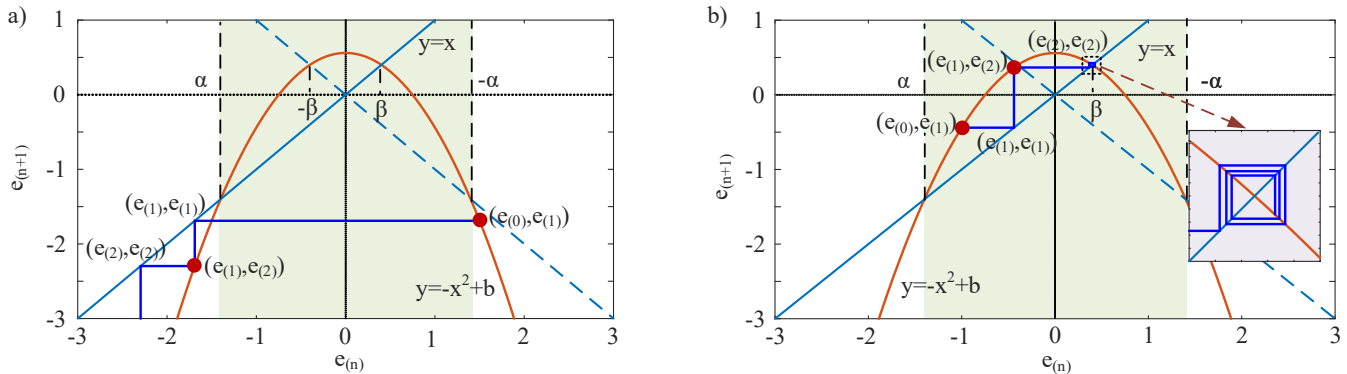 a)
1
0
-1
-2
-3
-3
-2
-1
0
1
2
3
e(n+1)
e(n)
y=x
α
-α
-β
β
(e(1),e(1))
(e(0),e(1))
(e(2),e(2))
(e(1),e(2))
y=-x²+b
b)
1
0
-1
-2
-3
-3
-2
-1
0
1
2
3
e(n+1)
e(n)
(e(2),e(2))
y=x
(e(1),e(2))
α
-α
β
(e(0),e(1))
(e(1),e(1))
y=-x²+b